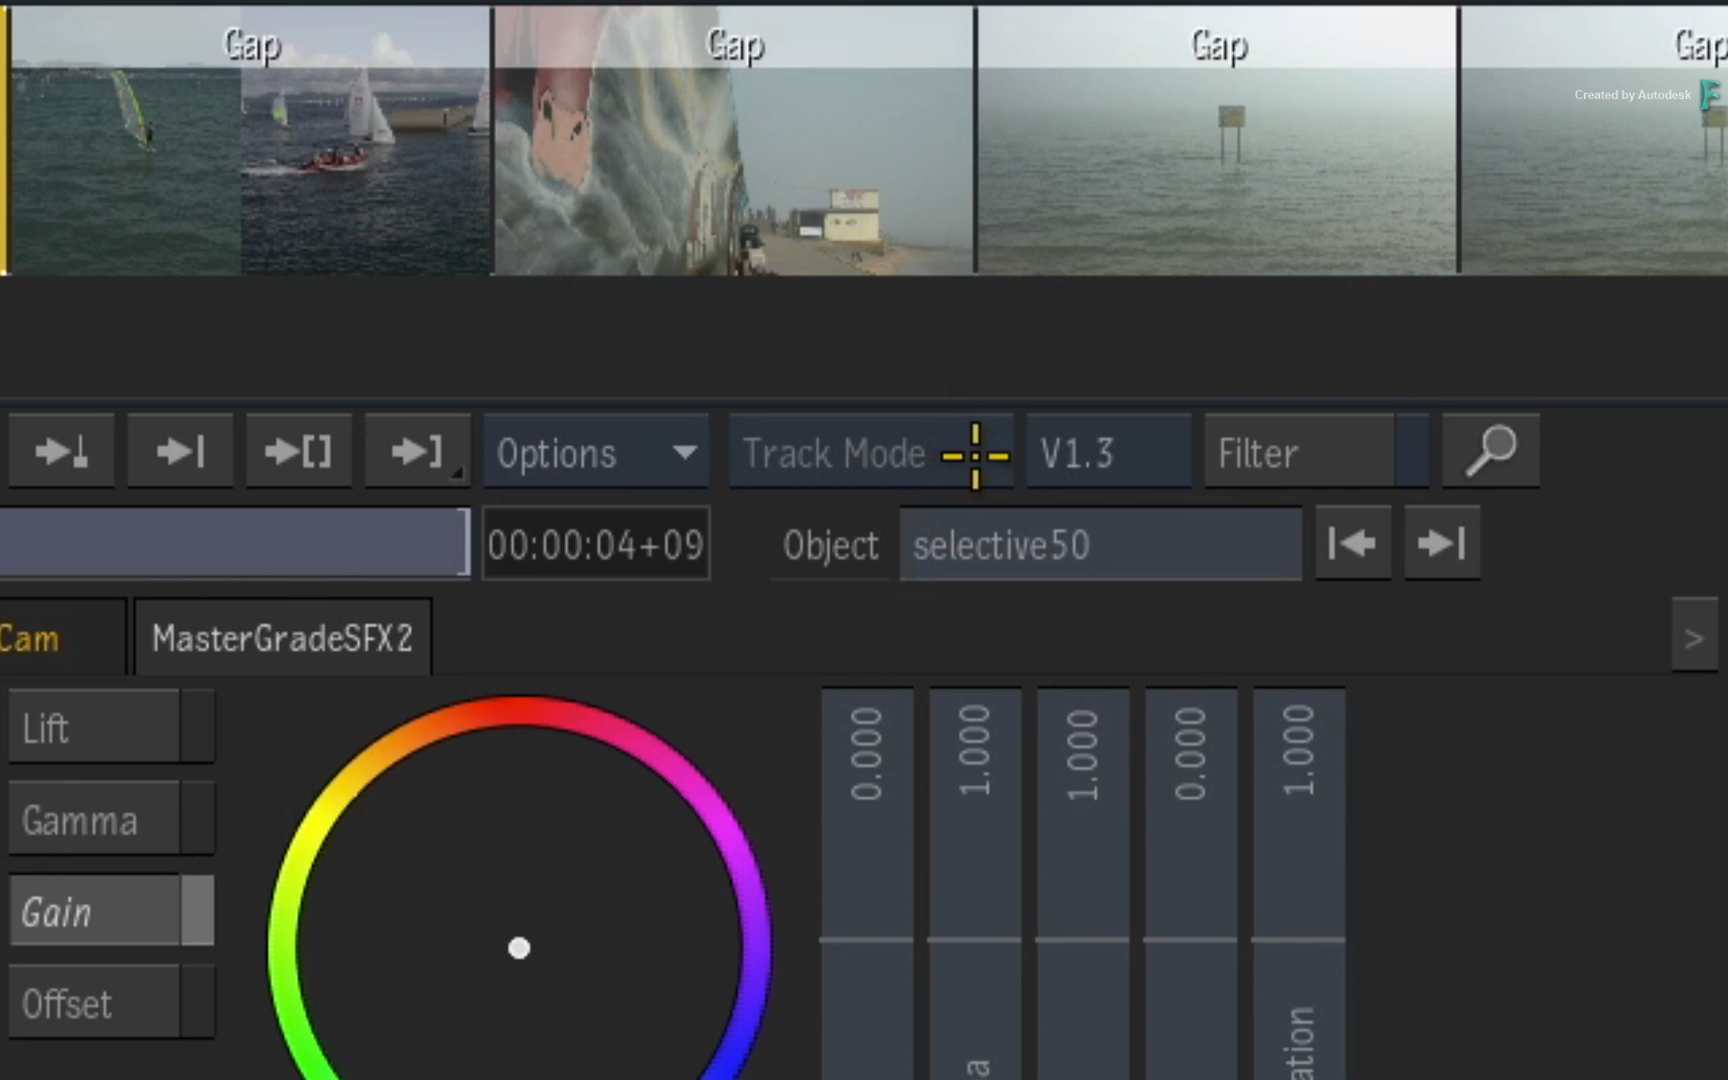 Gap Gap Gap Gap
Created by Autodesk
Options Track Mode V1.3 Filter
00:00:04+09 Object selective50
Cam MasterGradeSFX2 >
Lift
Gamma
Gain
Offset
0.000 1.000 1.000 0.000 1.000